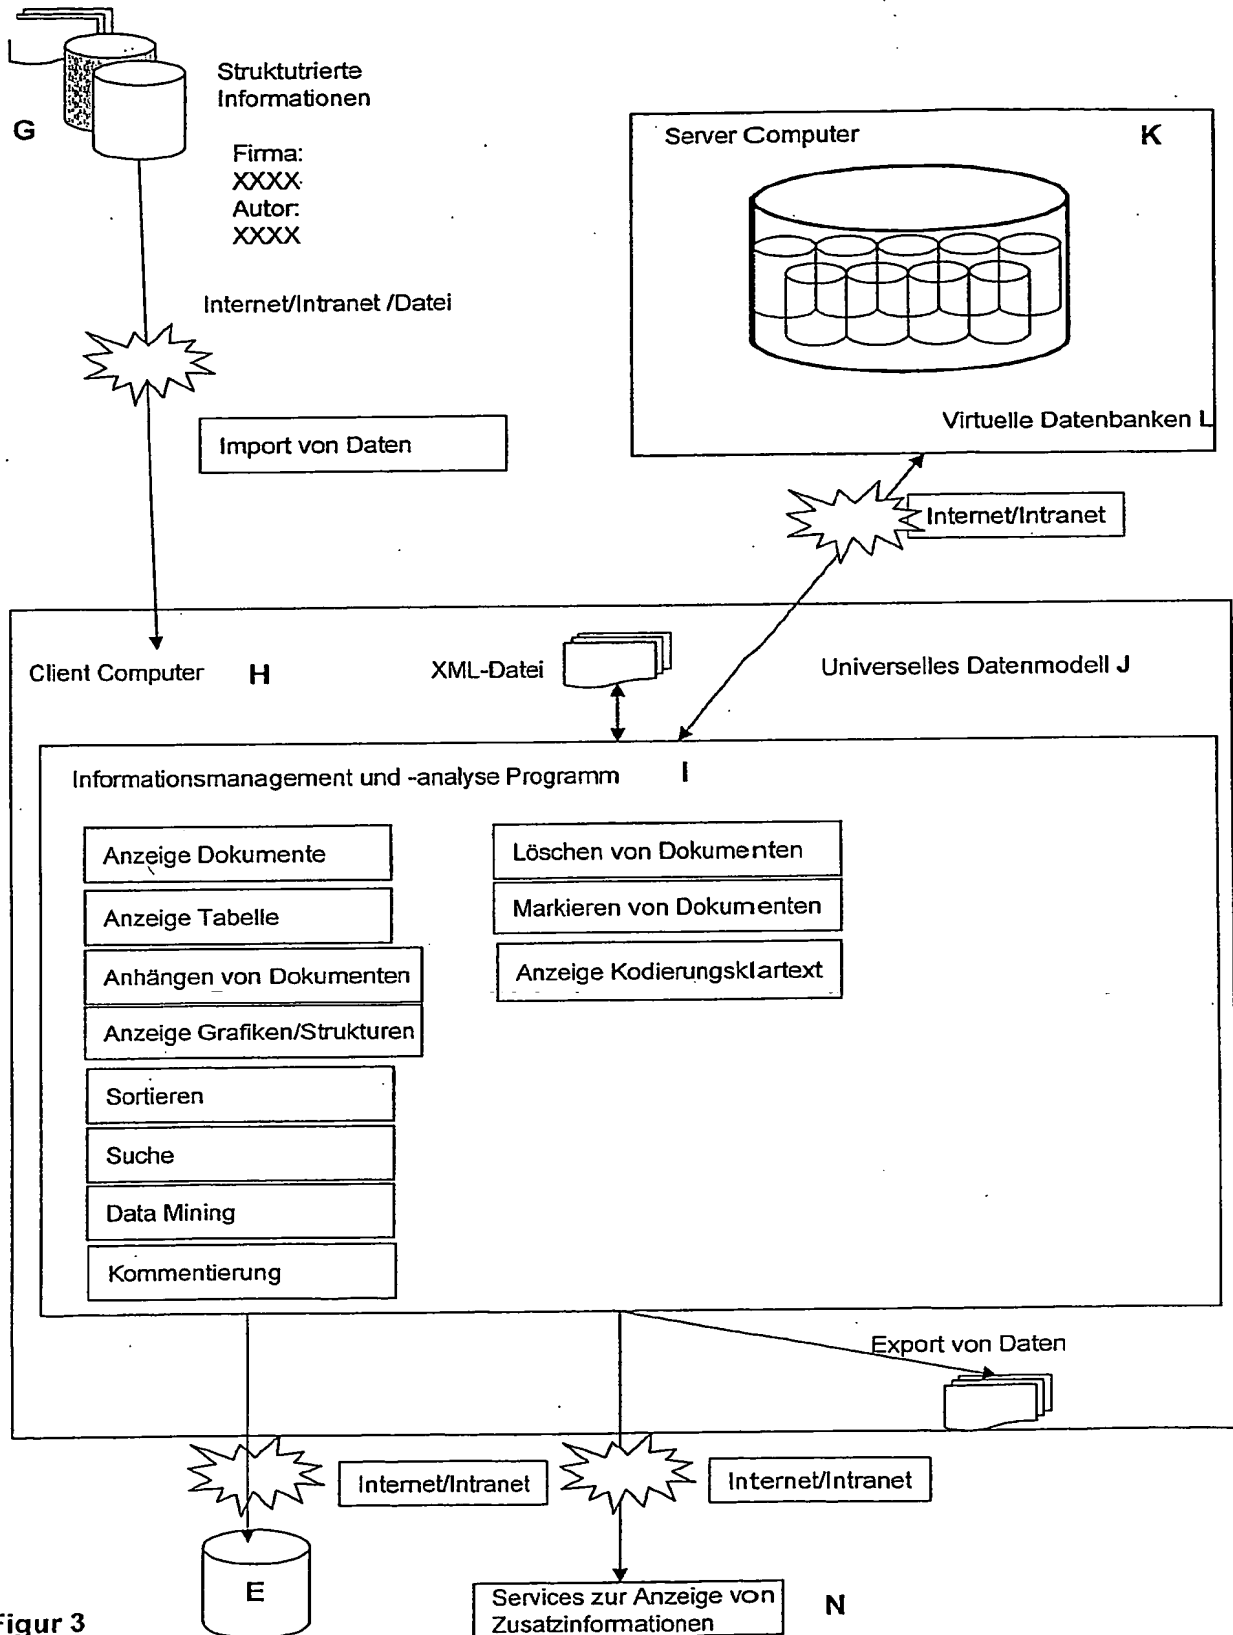 Struktutrierte
Informationen
G
Firma:
XXXX
Autor:
XXXX
Internet/Intranet /Datei
Import von Daten
Server Computer K
Virtuelle Datenbanken L
Internet/Intranet
Client Computer H
XML-Datei
Universelles Datenmodell J
Informationsmanagement und -analyse Programm I
Anzeige Dokumente
Anzeige Tabelle
Anhängen von Dokumenten
Anzeige Grafiken/Strukturen
Sortieren
Suche
Data Mining
Kommentierung
Löschen von Dokumenten
Markieren von Dokumenten
Anzeige Kodierungsklartext
Export von Daten
Internet/Intranet
Internet/Intranet
E
Services zur Anzeige von
Zusatzinformationen
N
Figur 3